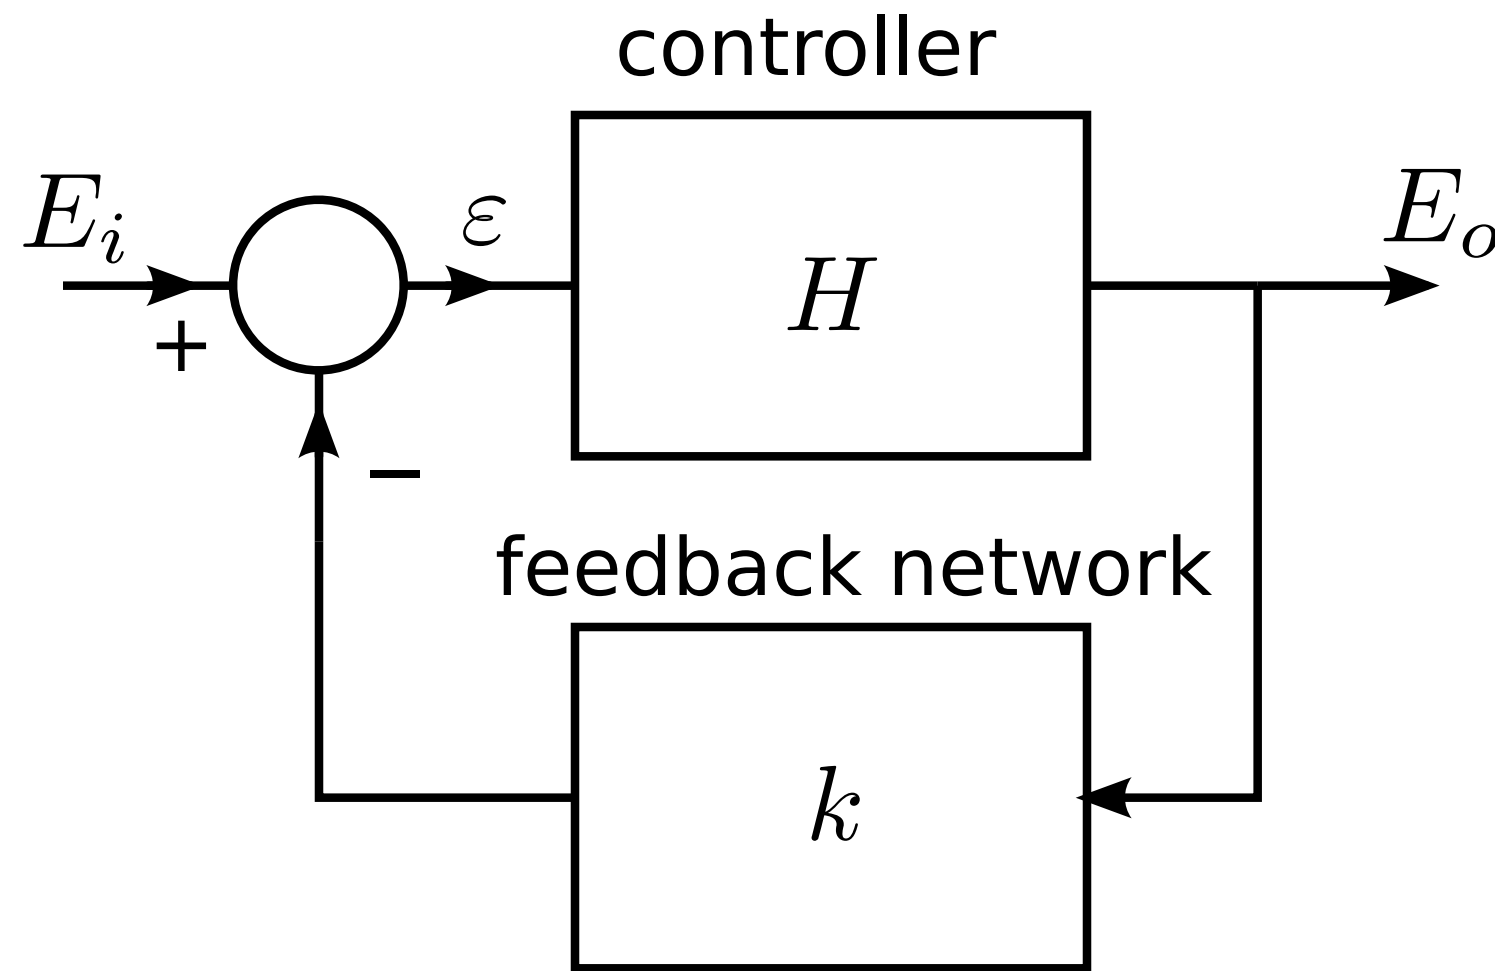 controller
E_i
ε
E_o
+
H
−
feedback network
k